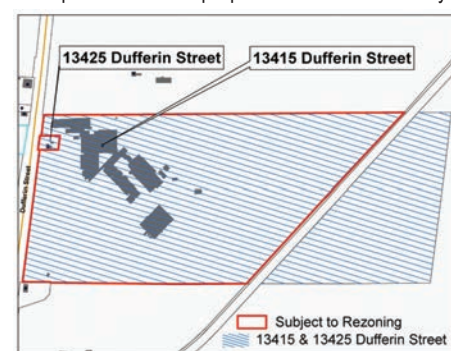 13425 Dufferin Street
13415 Dufferin Street
Dufferin Street
Subject to Rezoning
13415 & 13425 Dufferin Street